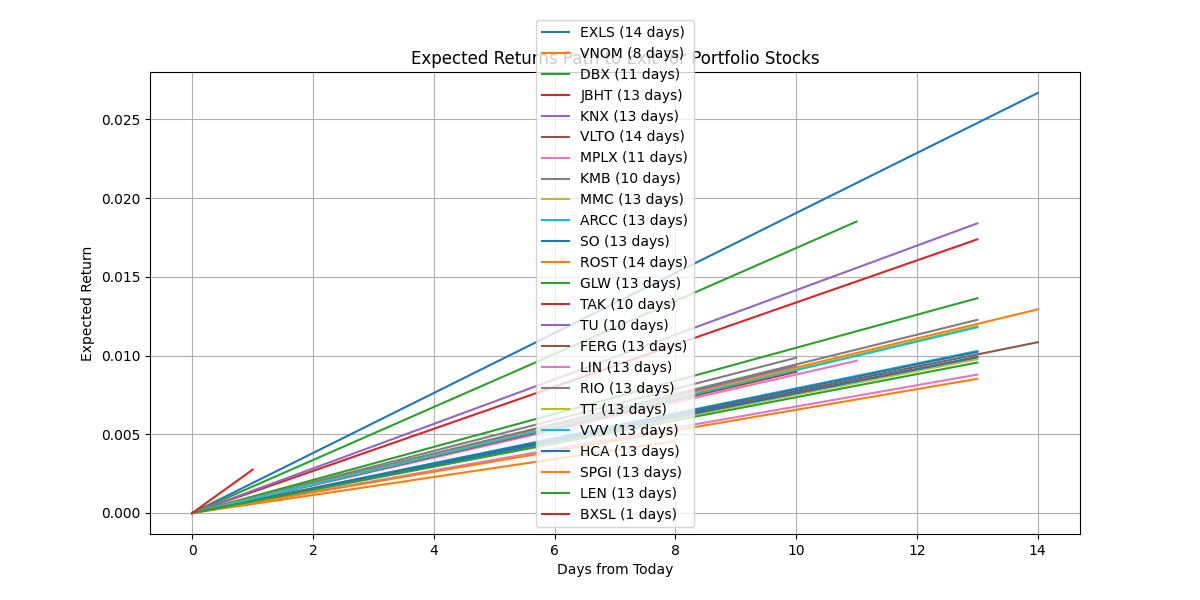 EXLS (14 days)
VNOM (8 days)
Expected Returns Path to Exit for Portfolio Stocks
DBX (11 days)
JBHT (13 days)
KNX (13 days)
VLTO (14 days)
MPLX (11 days)
KMB (10 days)
MMC (13 days)
ARCC (13 days)
SO (13 days)
ROST (14 days)
GLW (13 days)
TAK (10 days)
TU (10 days)
FERG (13 days)
LIN (13 days)
RIO (13 days)
TT (13 days)
VVV (13 days)
HCA (13 days)
SPGI (13 days)
LEN (13 days)
BXSL (1 days)
0.025
0.020
0.015
0.010
0.005
0.000
Expected Return
0 2 4 6 8 10 12 14
Days from Today